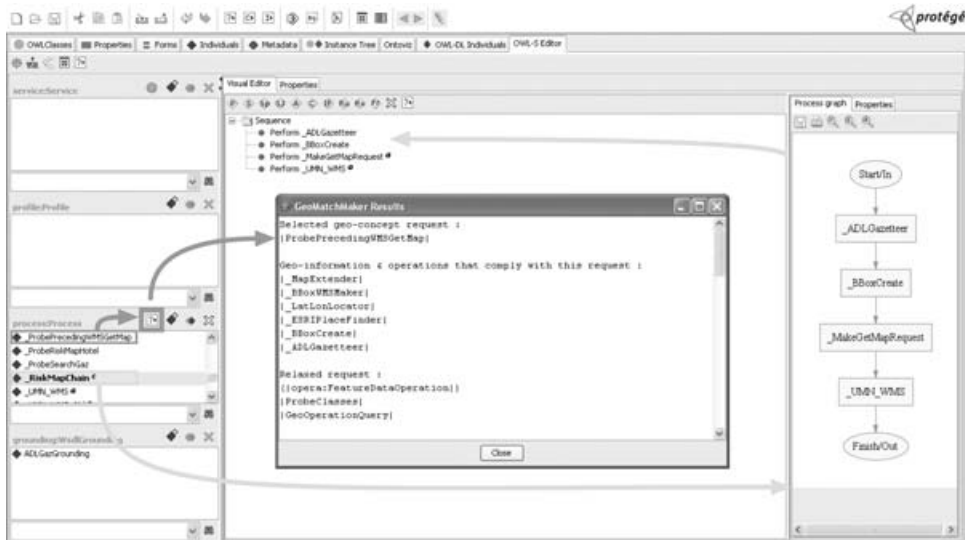 protégé
OWLClasses Properties Forms Individuals Metadata Instance Tree Ontoviz OWL-DL Individuals OWL-S Editor
service:Service
Visual Editor Properties
Process graph Properties
Sequence
Perform _ADLGazetteer
Perform _BBoxCreate
Perform _MakeGetMapRequest
Perform _UMN_WMS
profile:Profile
GeoMatchMaker Results
Selected geo-concept request :
|ProbePrecedingWMSGetMap|
Geo-information & operations that comply with this request :
|_MapExtender|
|_BBoxWMSMaker|
|_LatLonLocator|
|_ESRIPlaceFinder|
|_BBoxCreate|
|_ADLGazetteer|
Relaxed request :
{{opera:FeatureDataOperation}}
|ProbeClasses|
|GeoOperationQuery|
Close
process:Process
_ProbePrecedingWMSGetMap
_ProbeRiskMapHotel
_ProbeSearchGaz
_RiskMapChain
_UMN_WMS
grounding:WsdlGrounding
ADLGazGrounding
Start/In
_ADLGazetteer
_BBoxCreate
_MakeGetMapRequest
_UMN_WMS
Finish/Out